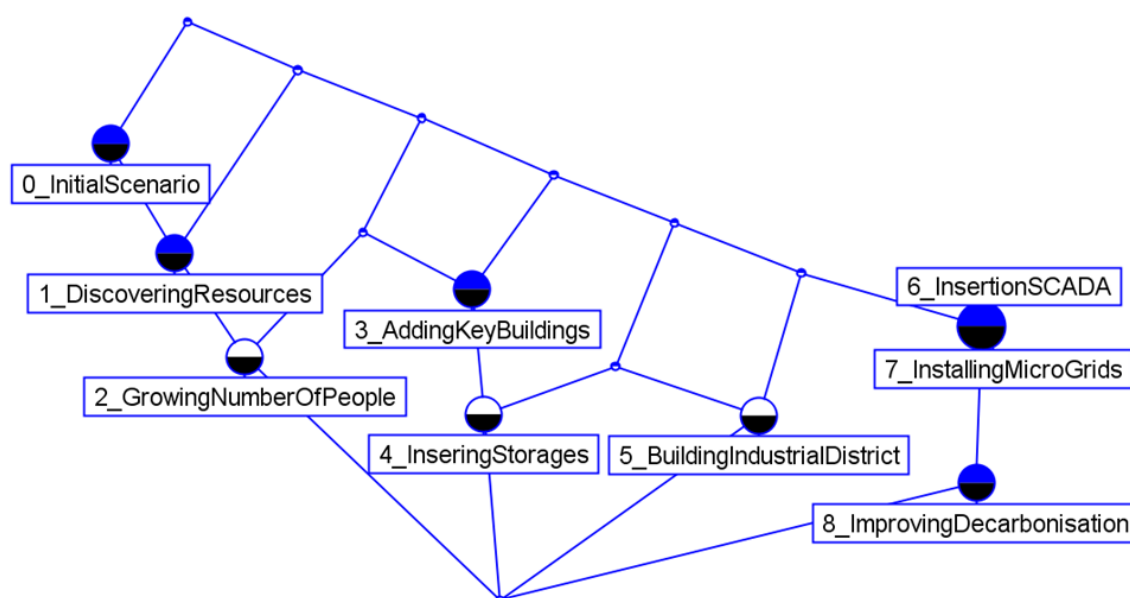 0_InitialScenario
1_DiscoveringResources
2_GrowingNumberOfPeople
3_AddingKeyBuildings
4_InseringStorages
5_BuildingIndustrialDistrict
6_InsertionSCADA
7_InstallingMicroGrids
8_ImprovingDecarbonisation